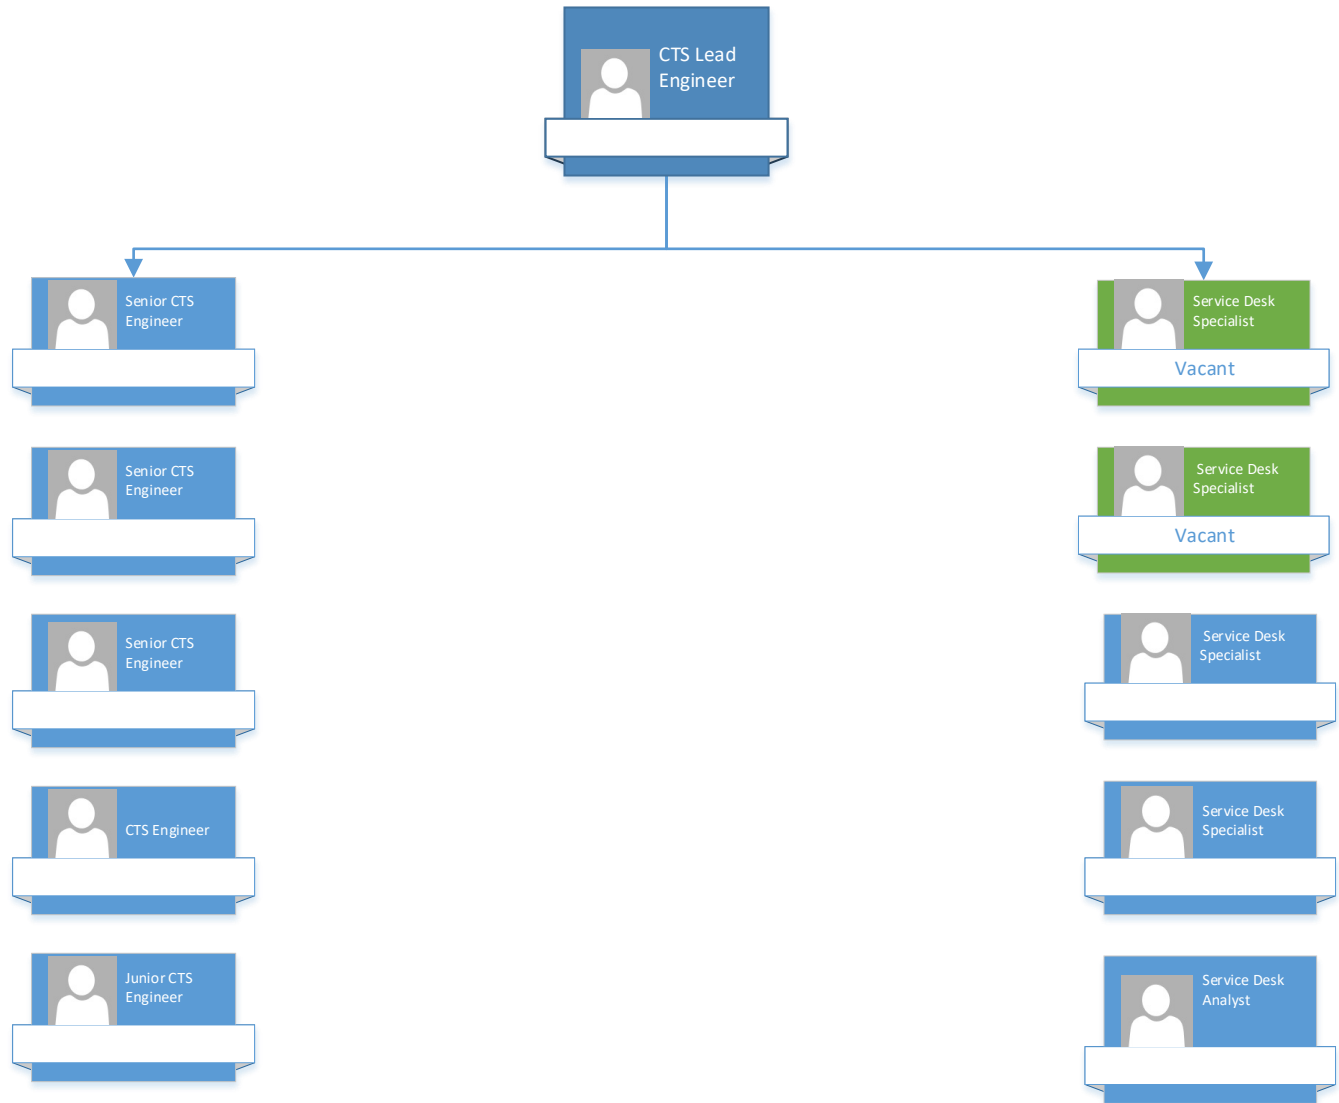 CTS Lead
Engineer
Senior CTS
Engineer
Senior CTS
Engineer
Senior CTS
Engineer
CTS Engineer
Junior CTS
Engineer
Service Desk
Specialist
Vacant
Service Desk
Specialist
Vacant
Service Desk
Specialist
Service Desk
Specialist
Service Desk
Analyst